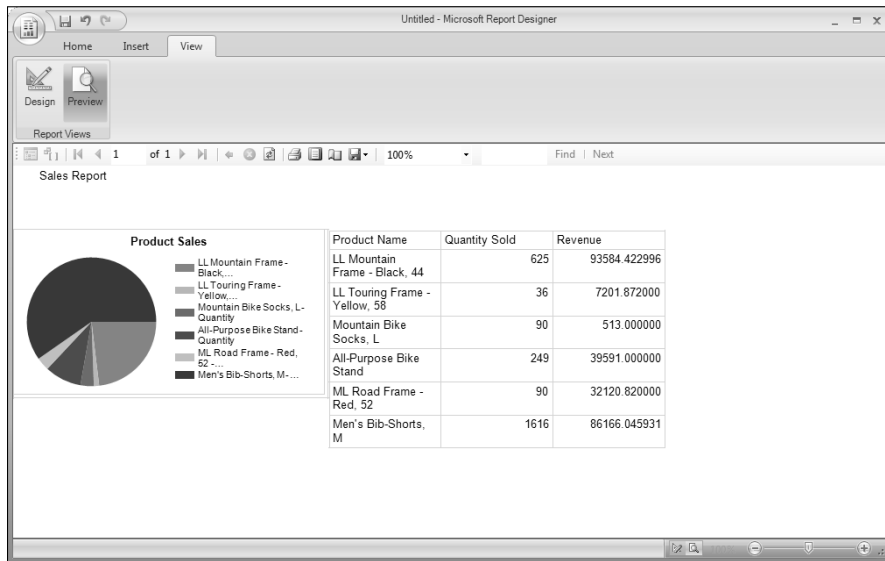 Untitled - Microsoft Report Designer
Home Insert View
Design Preview
Report Views
1 of 1 100% Find | Next
Sales Report
Product Sales
LL Mountain Frame - Black,...
LL Touring Frame - Yellow,...
Mountain Bike Socks, L- Quantity
All-Purpose Bike Stand- Quantity
ML Road Frame - Red, 52 -...
Men's Bib-Shorts, M-...
Product Name Quantity Sold Revenue
LL Mountain Frame - Black, 44 625 93584.422996
LL Touring Frame - Yellow, 58 36 7201.872000
Mountain Bike Socks, L 90 513.000000
All-Purpose Bike Stand 249 39591.000000
ML Road Frame - Red, 52 90 32120.820000
Men's Bib-Shorts, M 1616 86166.045931